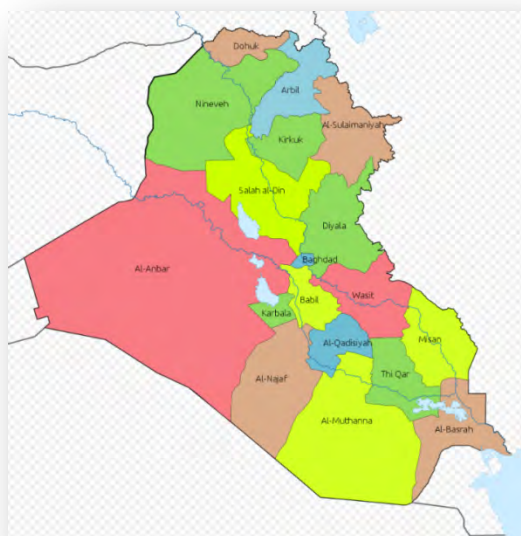 Dohuk
Arbil
Nineveh
Al-Sulaimaniyah
Kirkuk
Salah al-Din
Diyala
Baghdad
Al-Anbar
Wasit
Babil
Karbala
Al-Qadisiyah
Misan
Thi Qar
Al-Najaf
Al-Muthanna
Al-Basrah